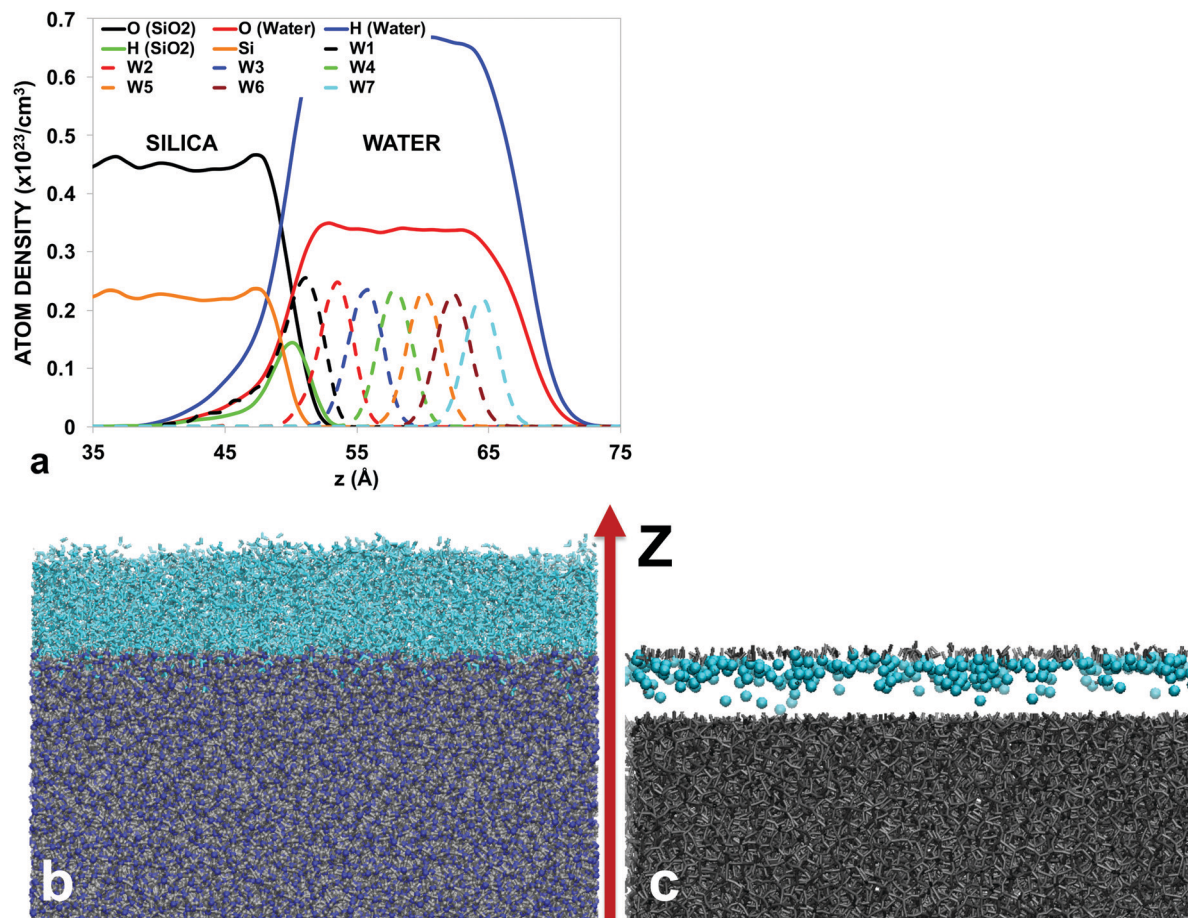 0.7
O (SiO2) O (Water) H (Water)
H (SiO2) Si W1
W2 W3 W4
W5 W6 W7
0.6
0.5
SILICA WATER
0.4
0.3
0.2
0.1
0
ATOM DENSITY (x10²³/cm³)
35 45 55 65 75
z (Å)
a
Z
b
c